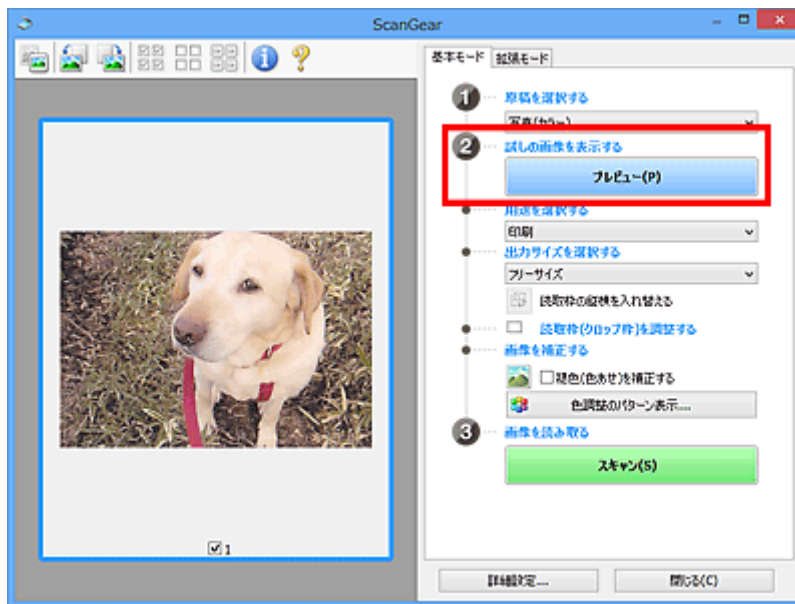 ScanGear
基本モード 拡張モード
1 原稿を選択する
写真(カラー)
2 試しの画像を表示する
プレビュー(P)
用途を選択する
印刷
出力サイズを選択する
フリーサイズ
読取枠の縦横を入れ替える
読取枠(クロップ枠)を調整する
画像を補正する
褪色(色あせ)を補正する
色調整のパターン表示...
3 画像を読み取る
スキャン(S)
1
詳細設定... 閉じる(C)